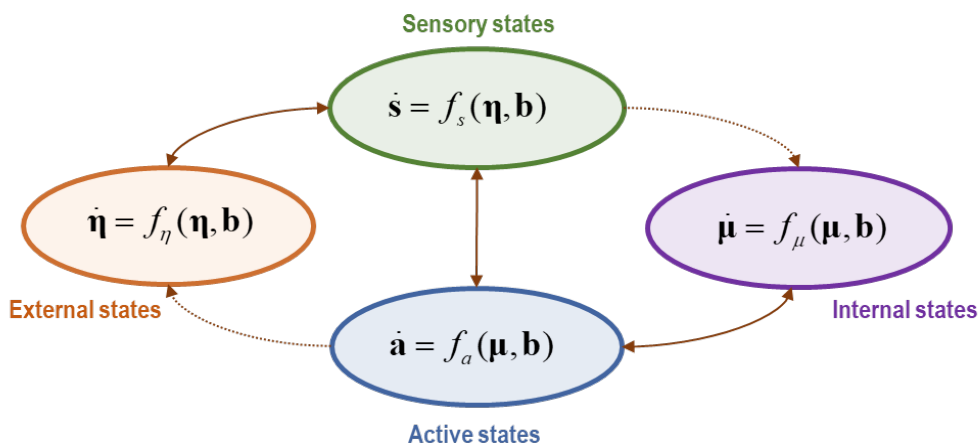 Sensory states
ṡ = f_s(η, b)
η̇ = f_η(η, b)
μ̇ = f_μ(μ, b)
External states
Internal states
ȧ = f_a(μ, b)
Active states